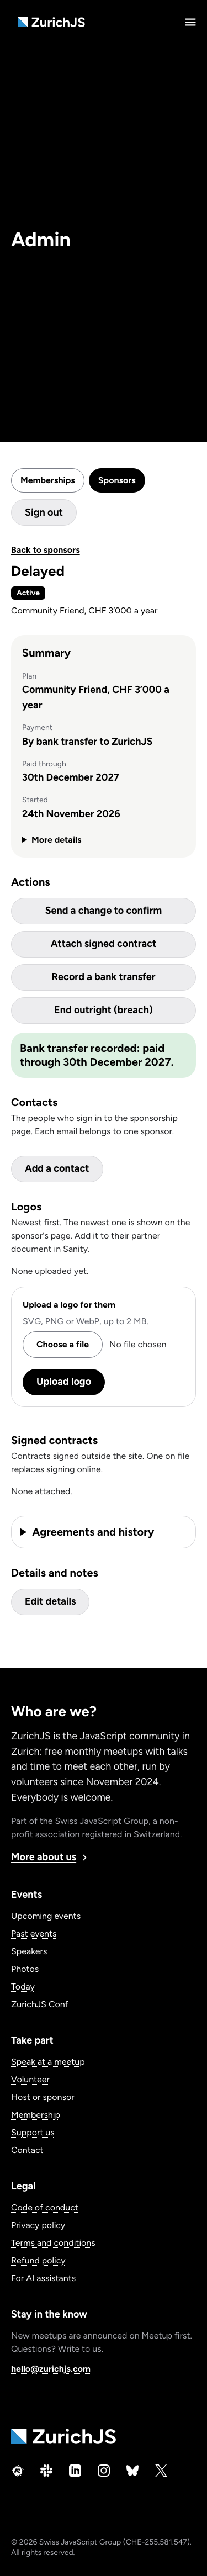 ZurichJS
Admin
Memberships
Sponsors
Sign out
Back to sponsors
Delayed
Active
Community Friend, CHF 3'000 a year
Summary
Plan
Community Friend, CHF 3’000 a
year
Payment
By bank transfer to ZurichJS
Paid through
30th December 2027
Started
24th November 2026
More details
Actions
Send a change to confirm
Attach signed contract
Record a bank transfer
End outright (breach)
Bank transfer recorded: paid
through 30th December 2027.
Contacts
The people who sign in to the sponsorship
page. Each email belongs to one sponsor.
Add a contact
Logos
Newest first. The newest one is shown on the
sponsor's page. Add it to their partner
document in Sanity.
None uploaded yet.
Upload a logo for them
SVG, PNG or WebP, up to 2 MB.
Choose a file
No file chosen
Upload logo
Signed contracts
Contracts signed outside the site. One on file
replaces signing online.
None attached.
Agreements and history
Details and notes
Edit details
Who are we?
ZurichJS is the JavaScript community in
Zurich: free monthly meetups with talks
and time to meet each other, run by
volunteers since November 2024.
Everybody is welcome.
Part of the Swiss JavaScript Group, a non-
profit association registered in Switzerland.
More about us
Events
Upcoming events
Past events
Speakers
Photos
Today
ZurichJS Conf
Take part
Speak at a meetup
Volunteer
Host or sponsor
Membership
Support us
Contact
Legal
Code of conduct
Privacy policy
Terms and conditions
Refund policy
For AI assistants
Stay in the know
New meetups are announced on Meetup first.
Questions? Write to us.
hello@zurichjs.com
ZurichJS
© 2026 Swiss JavaScript Group (CHE-255.581.547).
All rights reserved.